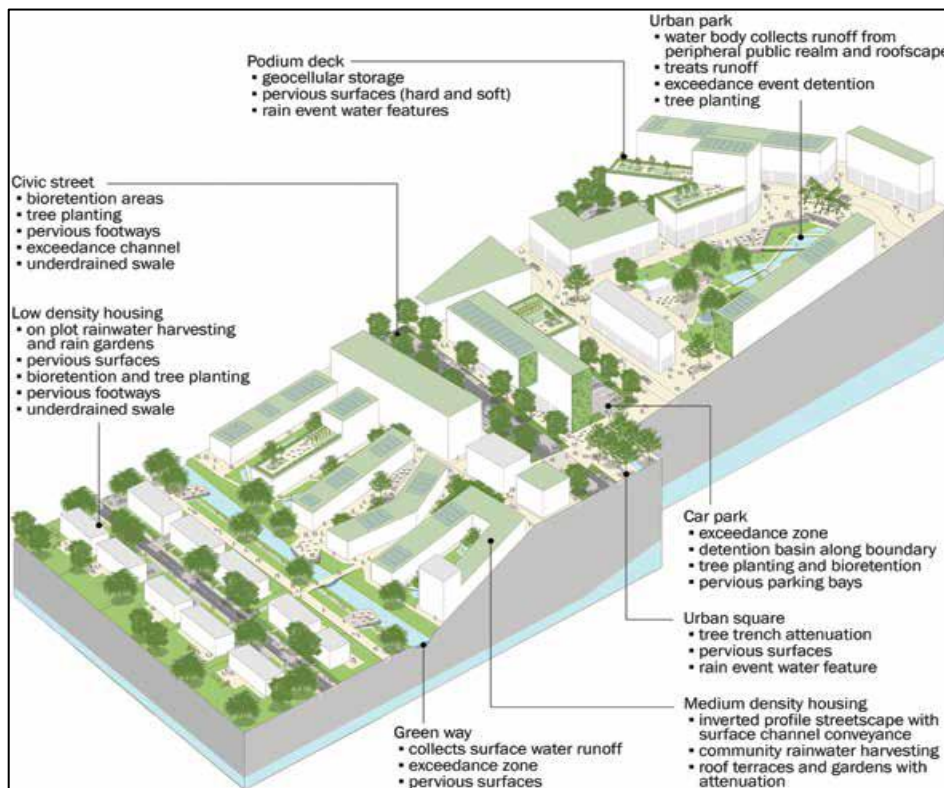 Urban park
▪ water body collects runoff from
peripheral public realm and roofscape
▪ treats runoff
▪ exceedance event detention
▪ tree planting
Podium deck
▪ geocellular storage
▪ pervious surfaces (hard and soft)
▪ rain event water features
Civic street
▪ bioretention areas
▪ tree planting
▪ pervious footways
▪ exceedance channel
▪ underdrained swale
Low density housing
▪ on plot rainwater harvesting
and rain gardens
▪ pervious surfaces
▪ bioretention and tree planting
▪ pervious footways
▪ underdrained swale
Car park
▪ exceedance zone
▪ detention basin along boundary
▪ tree planting and bioretention
▪ pervious parking bays
Urban square
▪ tree trench attenuation
▪ pervious surfaces
▪ rain event water feature
Medium density housing
▪ inverted profile streetscape with
surface channel conveyance
▪ community rainwater harvesting
▪ roof terraces and gardens with
attenuation
Green way
▪ collects surface water runoff
▪ exceedance zone
▪ pervious surfaces